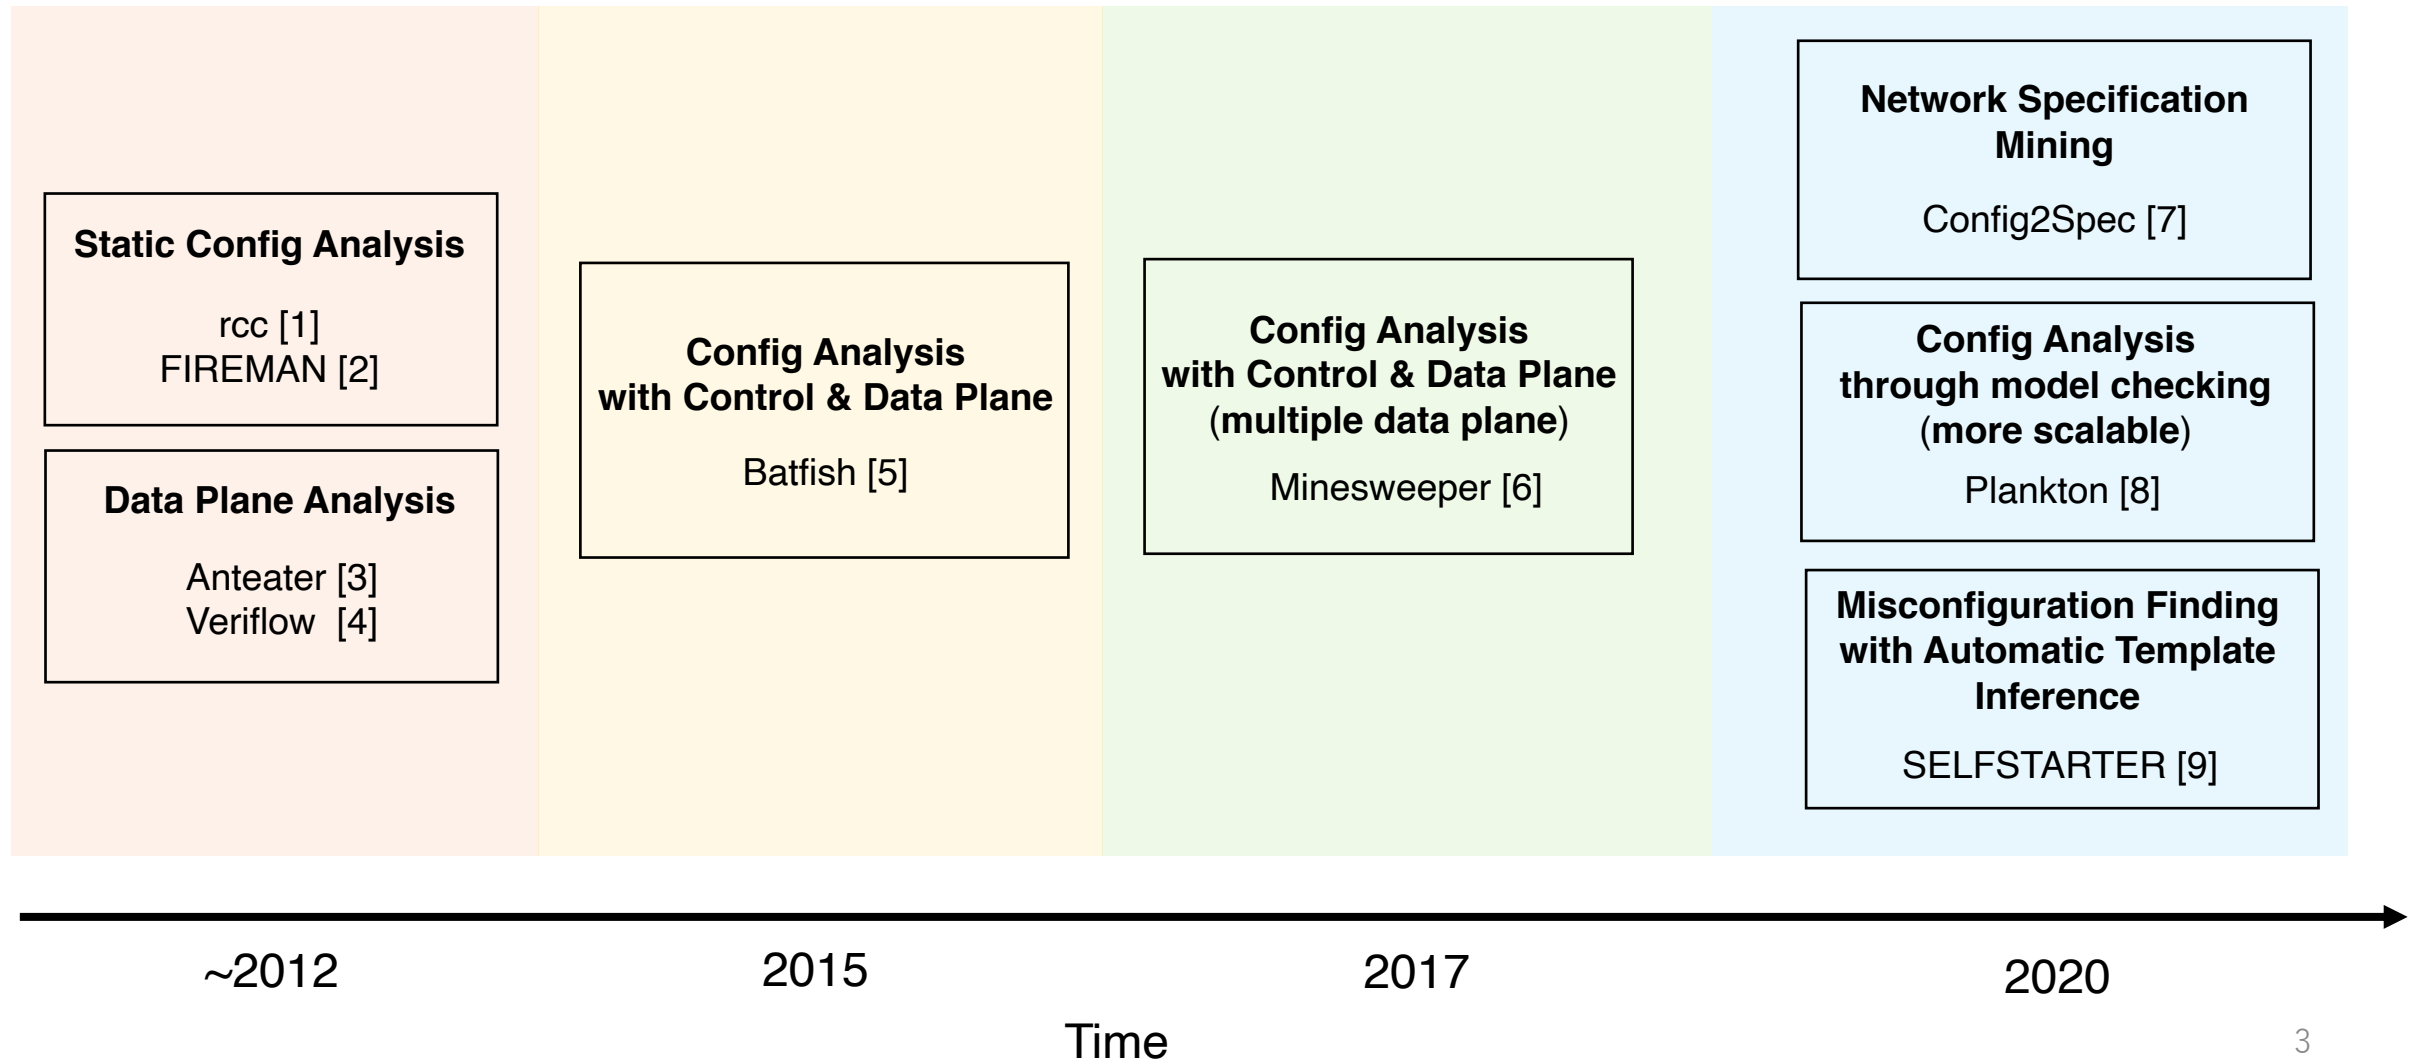 Static Config Analysis
rcc [1]
FIREMAN [2]
Data Plane Analysis
Anteater [3]
Veriflow [4]
Config Analysis
with Control & Data Plane
Batfish [5]
Config Analysis
with Control & Data Plane
(multiple data plane)
Minesweeper [6]
Network Specification
Mining
Config2Spec [7]
Config Analysis
through model checking
(more scalable)
Plankton [8]
Misconfiguration Finding
with Automatic Template
Inference
SELFSTARTER [9]
~2012
2015
2017
2020
Time
3